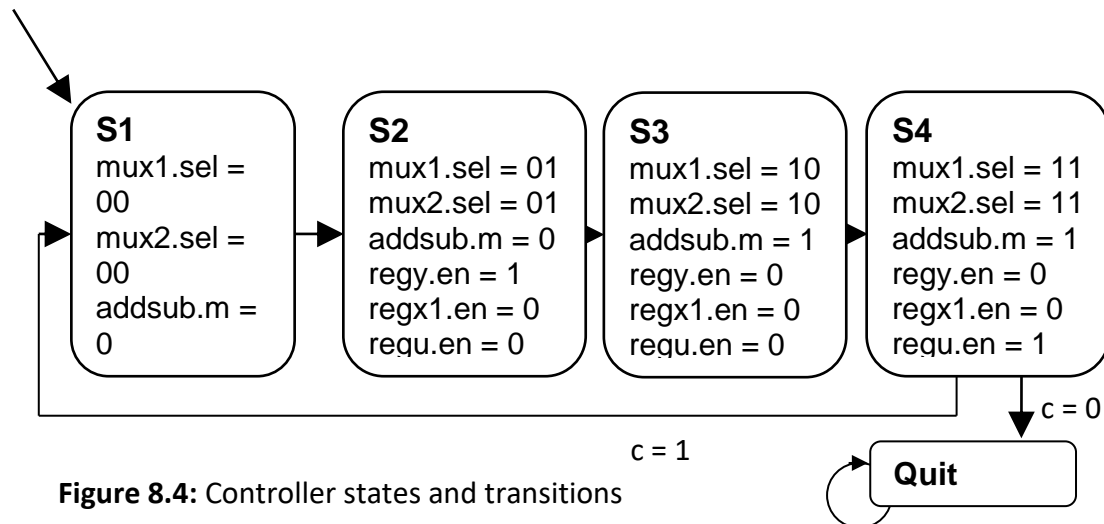 S1
mux1.sel =
00
mux2.sel =
00
addsub.m =
0
S2
mux1.sel = 01
mux2.sel = 01
addsub.m = 0
regy.en = 1
regx1.en = 0
regu.en = 0
S3
mux1.sel = 10
mux2.sel = 10
addsub.m = 1
regy.en = 0
regx1.en = 0
regu.en = 0
S4
mux1.sel = 11
mux2.sel = 11
addsub.m = 1
regy.en = 0
regx1.en = 0
regu.en = 1
c = 0
c = 1
Quit
Figure 8.4: Controller states and transitions